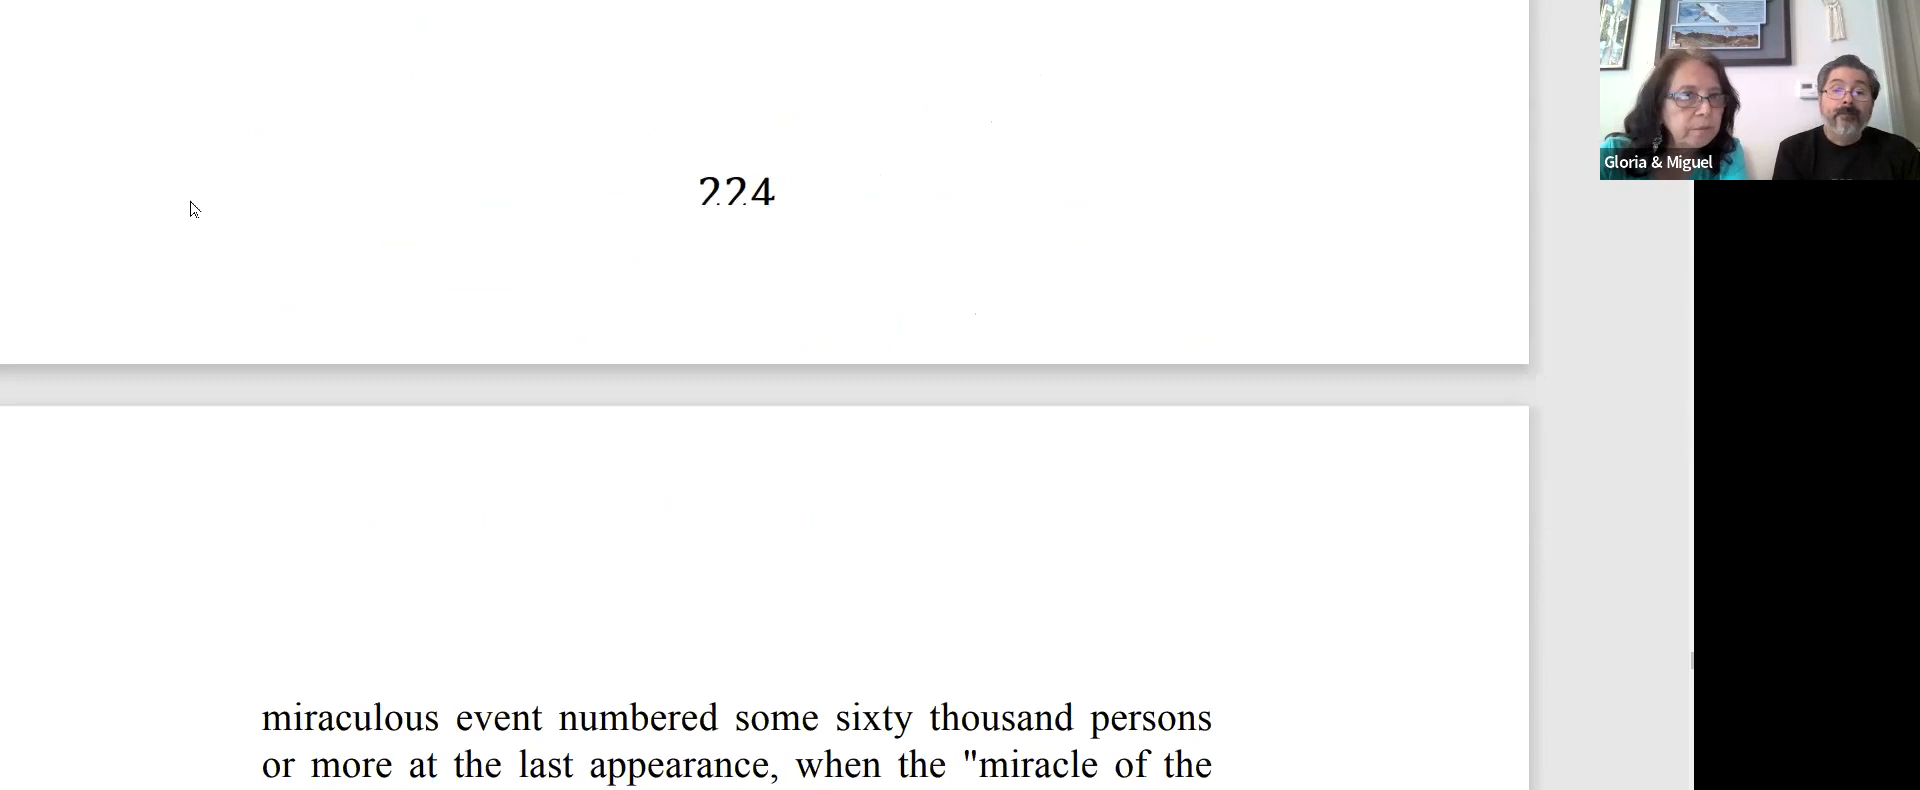 224
Gloria & Miguel
miraculous event numbered some sixty thousand persons
or more at the last appearance, when the "miracle of the